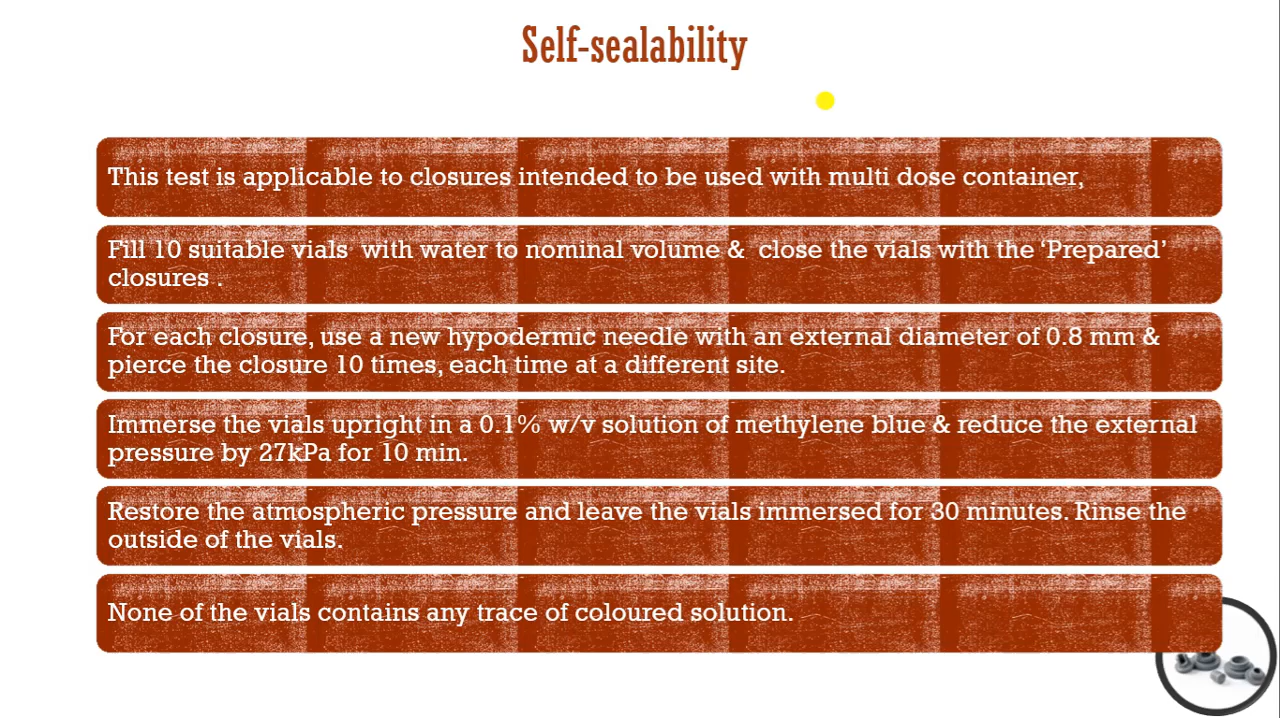 Self-sealability
This test is applicable to closures intended to be used with multi dose container,
Fill 10 suitable vials with water to nominal volume & close the vials with the ‘Prepared’
closures .
For each closure, use a new hypodermic needle with an external diameter of 0.8 mm &
pierce the closure 10 times, each time at a different site.
Immerse the vials upright in a 0.1% w/v solution of methylene blue & reduce the external
pressure by 27kPa for 10 min.
Restore the atmospheric pressure and leave the vials immersed for 30 minutes. Rinse the
outside of the vials.
None of the vials contains any trace of coloured solution.